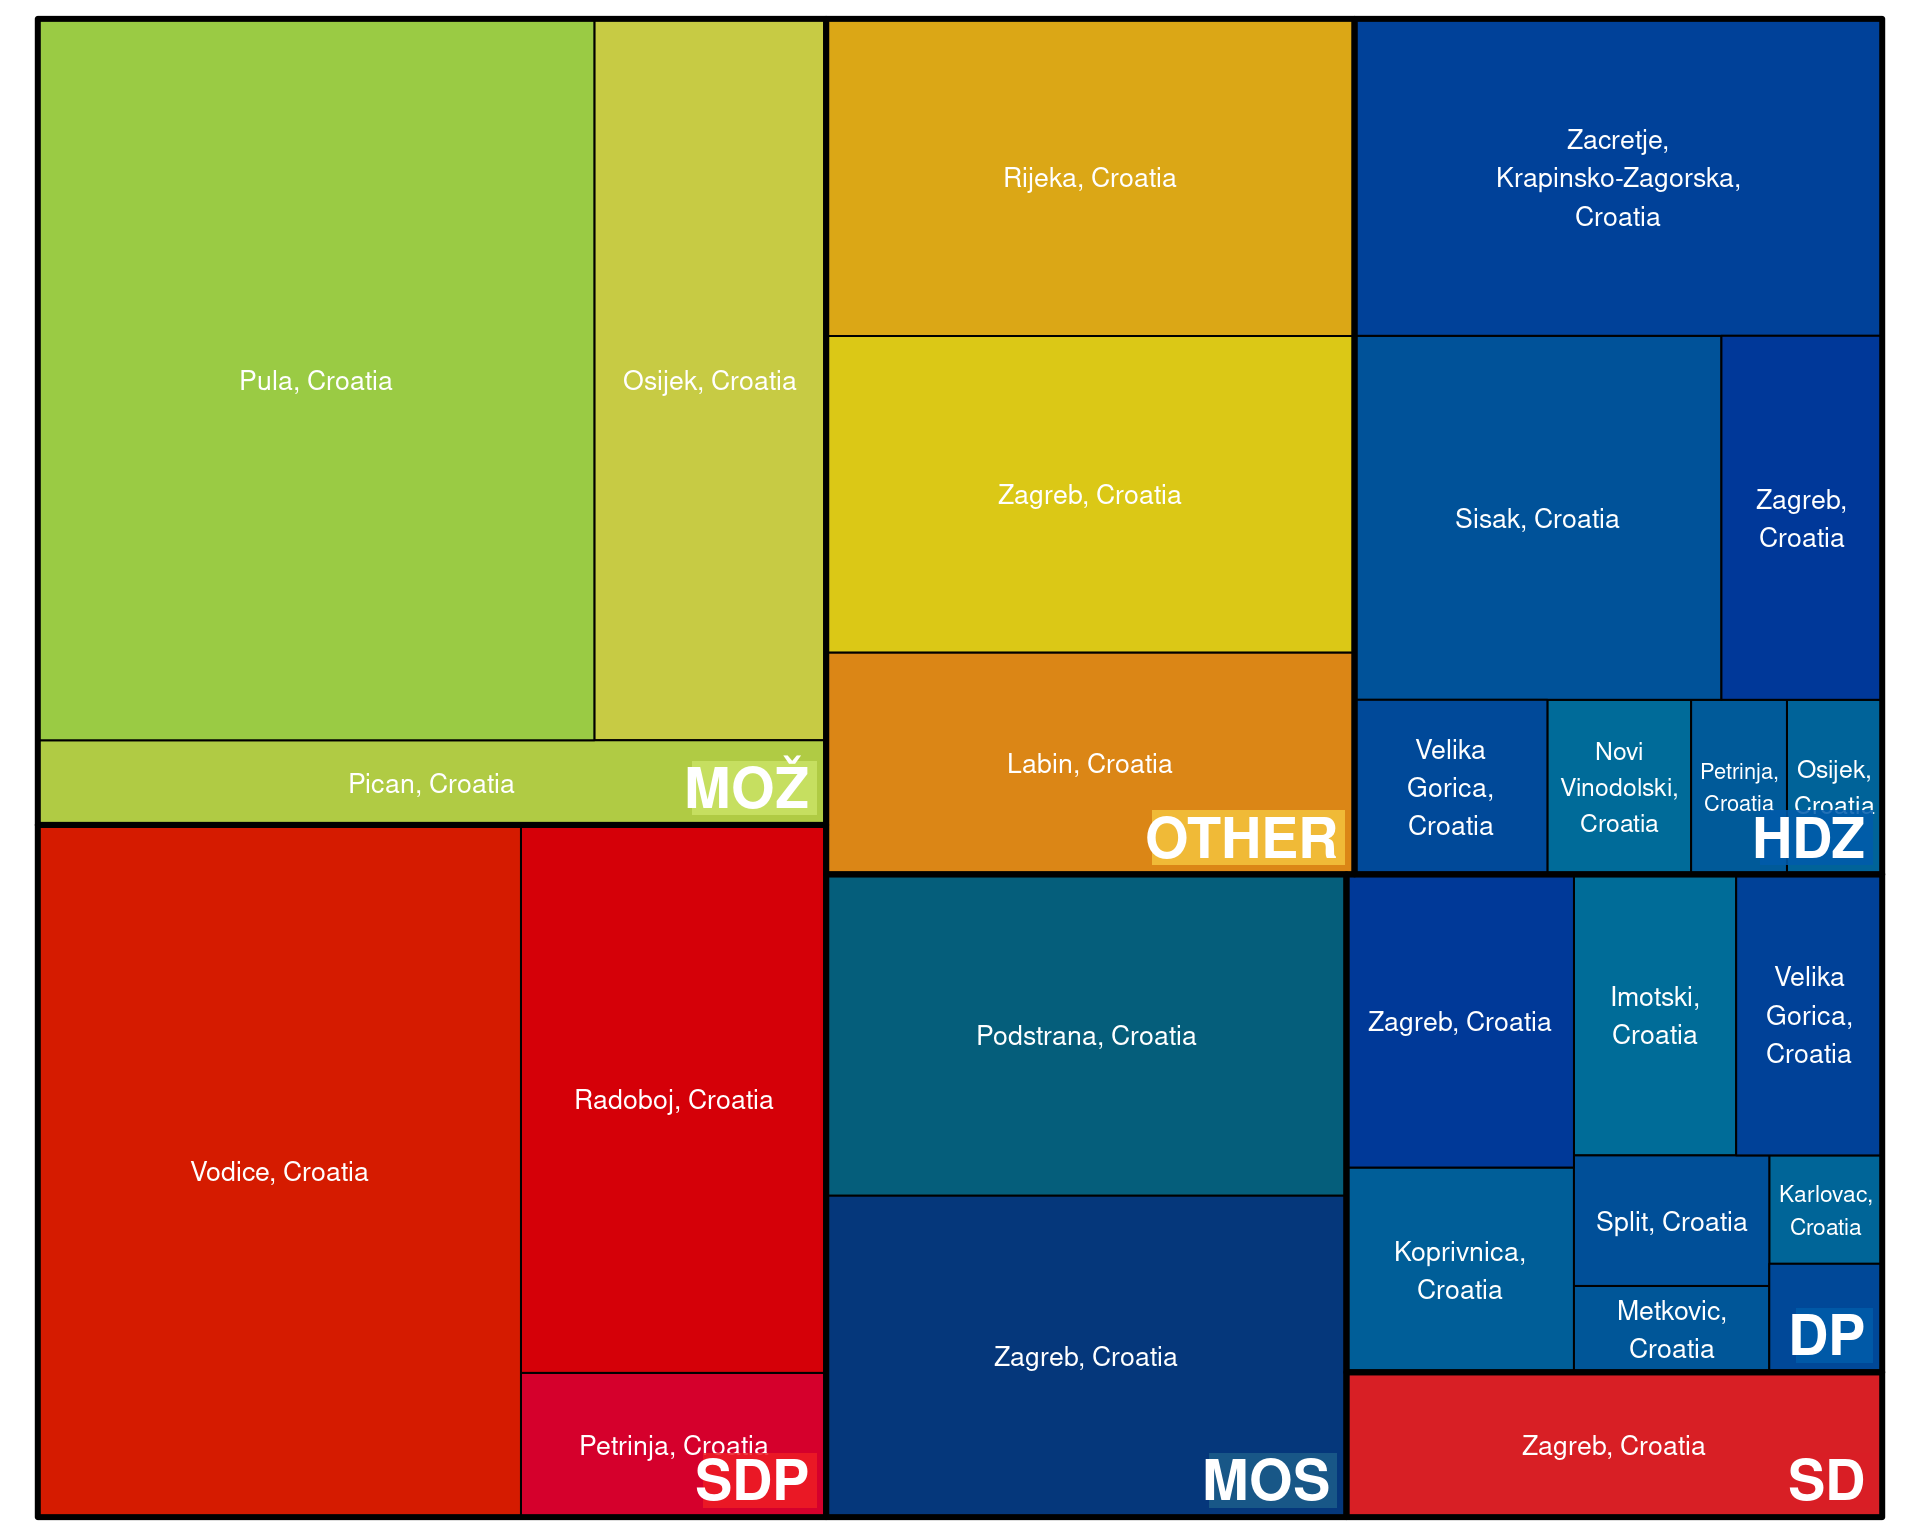 Pula, Croatia
Osijek, Croatia
Pican, Croatia
MOŽ
Rijeka, Croatia
Zagreb, Croatia
Labin, Croatia
OTHER
Zacretje,
Krapinsko-Zagorska,
Croatia
Sisak, Croatia
Zagreb,
Croatia
Velika
Gorica,
Croatia
Novi
Vinodolski,
Croatia
Petrinja,
Croatia
Osijek,
Croatia
HDZ
Vodice, Croatia
Radoboj, Croatia
Petrinja, Croatia
SDP
Podstrana, Croatia
Zagreb, Croatia
MOS
Zagreb, Croatia
Imotski,
Croatia
Velika
Gorica,
Croatia
Koprivnica,
Croatia
Split, Croatia
Karlovac,
Croatia
Metkovic,
Croatia
DP
Zagreb, Croatia
SD